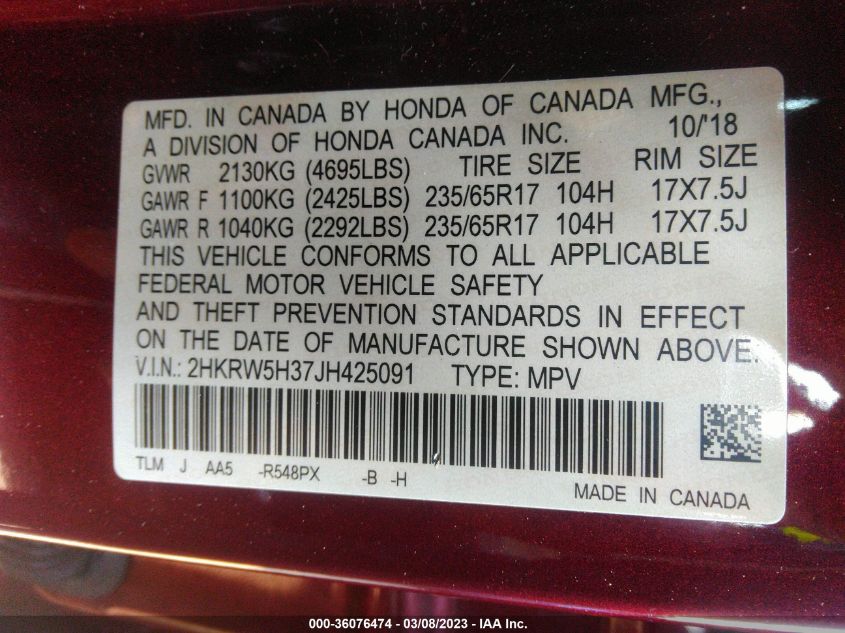 MFD. IN CANADA BY HONDA OF CANADA MFG.,
A DIVISION OF HONDA CANADA INC. 10/'18
GVWR 2130KG (4695LBS) TIRE SIZE RIM SIZE
GAWR F 1100KG (2425LBS) 235/65R17 104H 17X7.5J
GAWR R 1040KG (2292LBS) 235/65R17 104H 17X7.5J
THIS VEHICLE CONFORMS TO ALL APPLICABLE
FEDERAL MOTOR VEHICLE SAFETY
AND THEFT PREVENTION STANDARDS IN EFFECT
ON THE DATE OF MANUFACTURE SHOWN ABOVE.
V.I.N.: 2HKRW5H37JH425091 TYPE: MPV
TLM J AA5 -R548PX -B -H
MADE IN CANADA
000-36076474 - 03/08/2023 - IAA Inc.